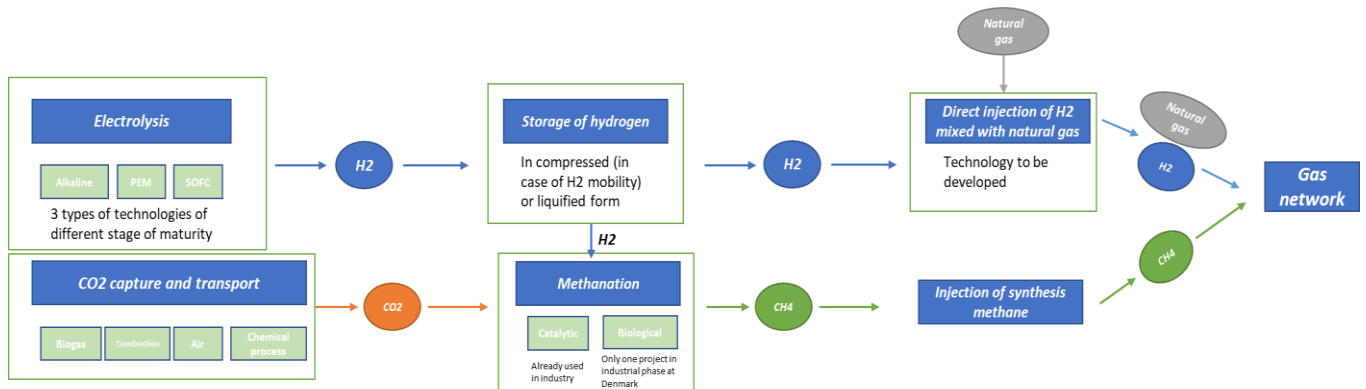 Natural
gas
Electrolysis
Alkaline
PEM
SOFC
3 types of technologies of
different stage of maturity
H2
Storage of hydrogen
In compressed (in
case of H2 mobility)
or liquified form
H2
Direct injection of H2
mixed with natural gas
Technology to be
developed
Natural
gas
H2
Gas
network
H2
CO2 capture and transport
Biogas
Combustion
Air
Chemical
process
CO2
Methanation
Catalytic
Biological
Already used
in industry
Only one project in
industrial phase at
Denmark
CH4
Injection of synthesis
methane
CH4